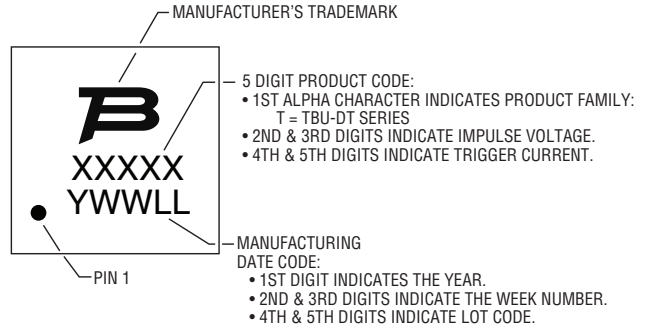 MANUFACTURER'S TRADEMARK
5 DIGIT PRODUCT CODE:
• 1ST ALPHA CHARACTER INDICATES PRODUCT FAMILY:
T = TBU-DT SERIES
• 2ND & 3RD DIGITS INDICATE IMPULSE VOLTAGE.
• 4TH & 5TH DIGITS INDICATE TRIGGER CURRENT.
XXXXX
YWWLL
MANUFACTURING
DATE CODE:
• 1ST DIGIT INDICATES THE YEAR.
• 2ND & 3RD DIGITS INDICATE THE WEEK NUMBER.
• 4TH & 5TH DIGITS INDICATE LOT CODE.
PIN 1